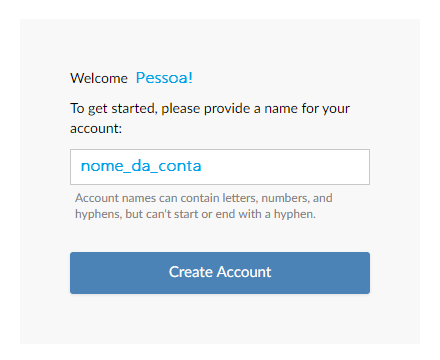 Welcome Pessoa!
To get started, please provide a name for your
account:
nome_da_conta
Account names can contain letters, numbers, and
hyphens, but can't start or end with a hyphen.
Create Account